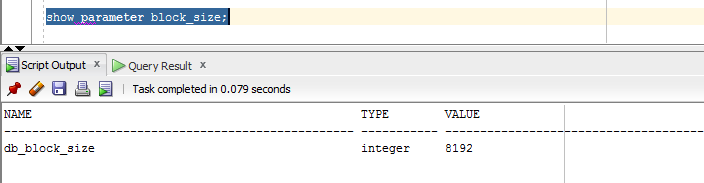 show parameter block_size;
Script Output x Query Result x
Task completed in 0.079 seconds
NAME TYPE VALUE
------------------------------------ ----------- ------------------------------
db_block_size integer 8192